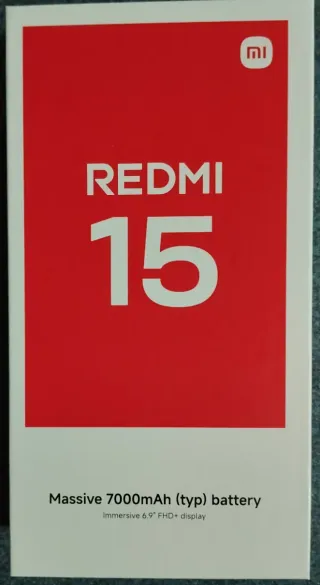 mi
REDMI
15
Massive 7000mAh (typ) battery
Immersive 6.9" FHD+ display